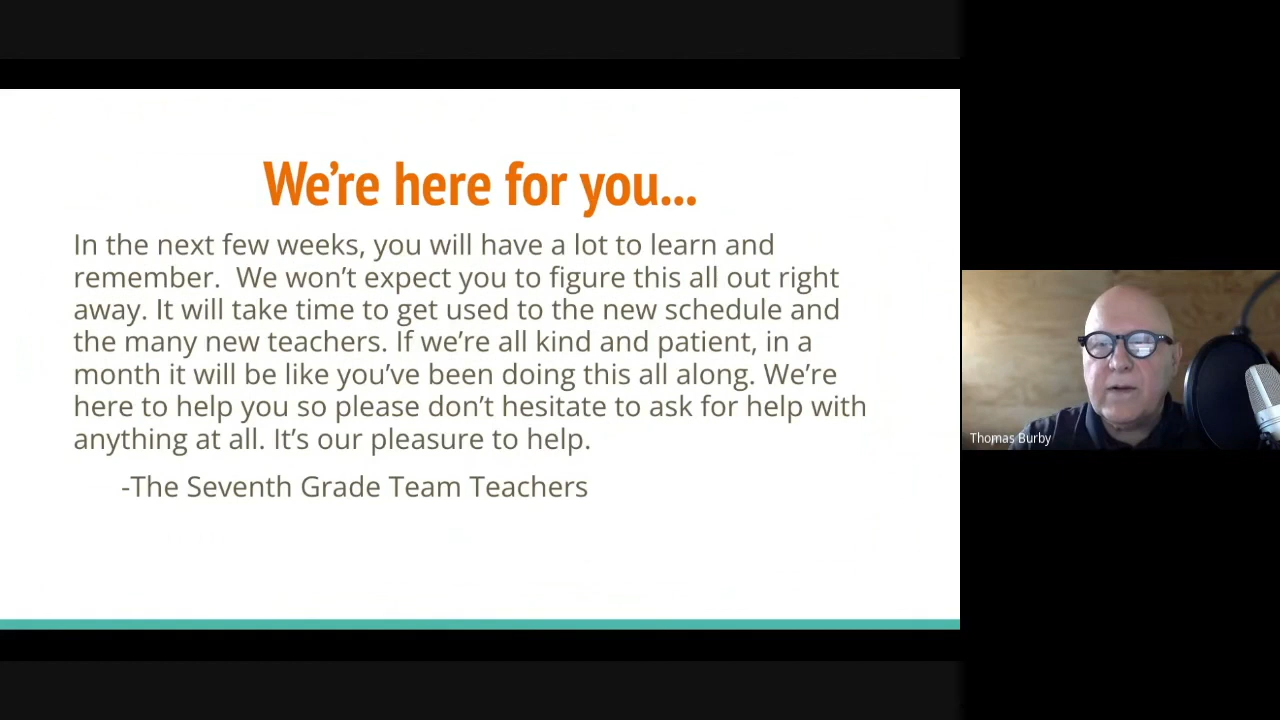 We're here for you...
In the next few weeks, you will have a lot to learn and
remember.  We won't expect you to figure this all out right
away. It will take time to get used to the new schedule and
the many new teachers. If we're all kind and patient, in a
month it will be like you've been doing this all along. We're
here to help you so please don't hesitate to ask for help with
anything at all. It's our pleasure to help.
-The Seventh Grade Team Teachers
Thomas Burby